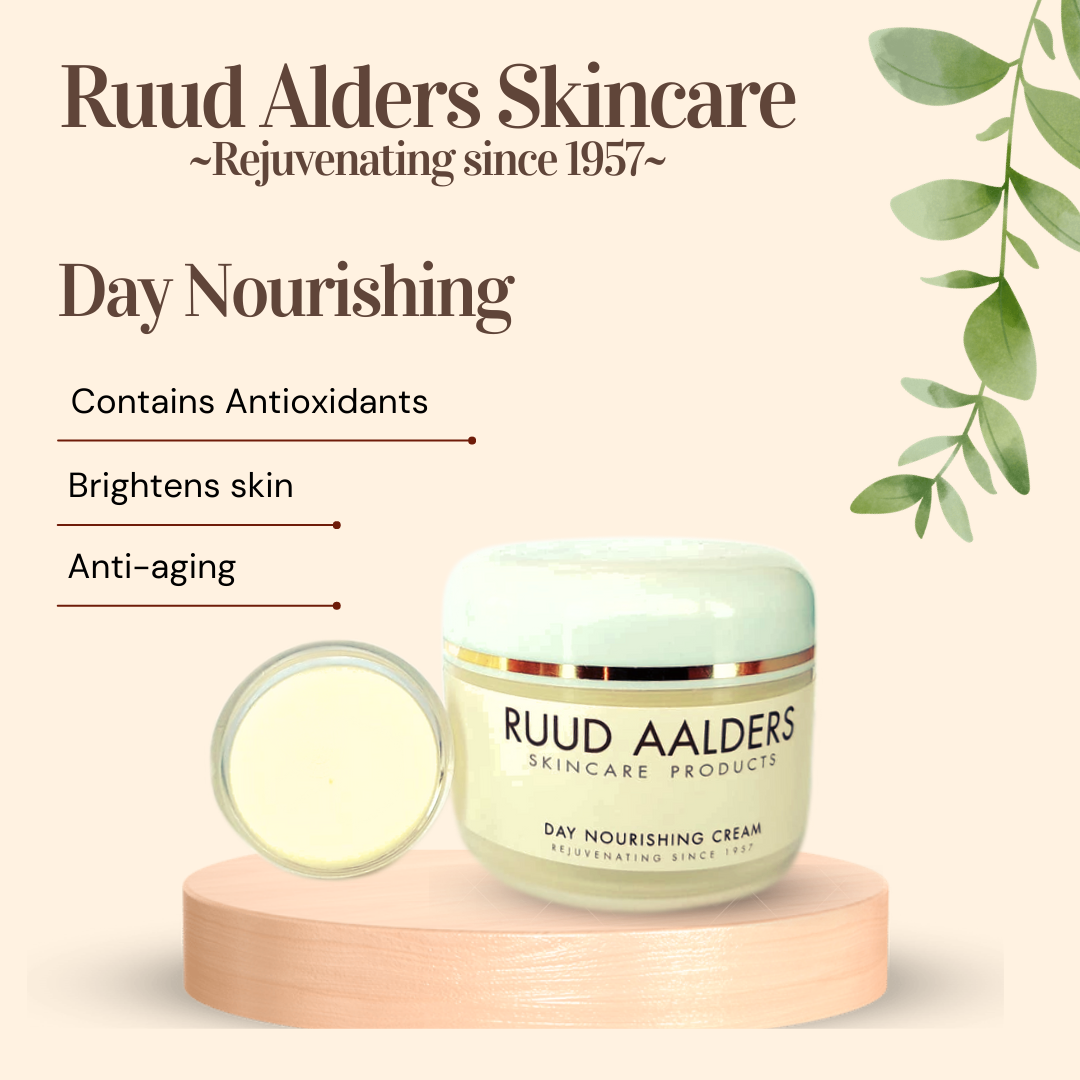 Ruud Alders Skincare
~Rejuvenating since 1957~
Day Nourishing
Contains Antioxidants
Brightens skin
Anti-aging
RUUD AALDERS
SKINCARE PRODUCTS
DAY NOURISHING CREAM
REJUVENATING SINCE 1957